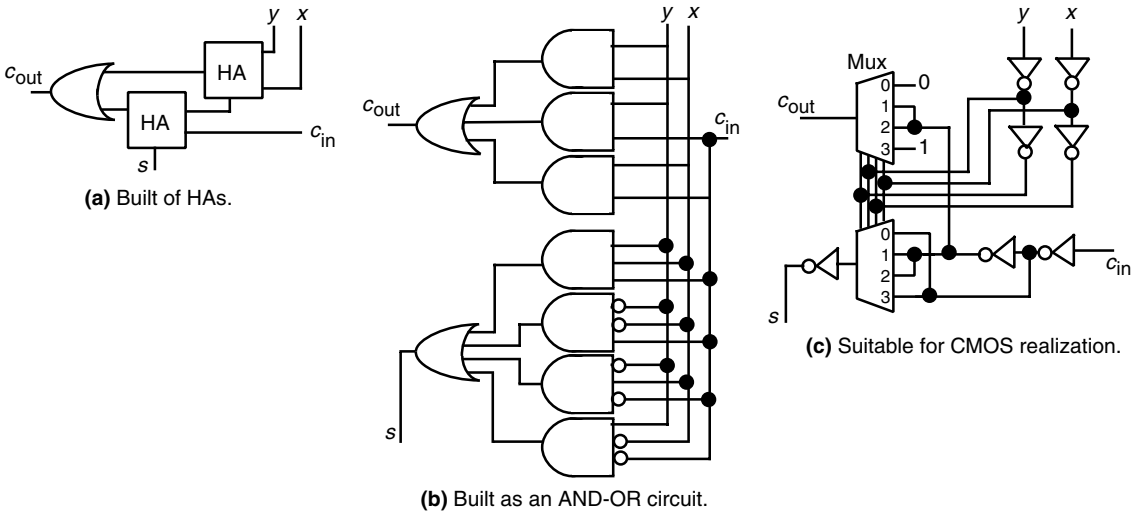 y x
HA
c_out
HA
c_in
s
(a) Built of HAs.
y x
c_out
c_in
s
(b) Built as an AND-OR circuit.
y x
Mux
0 0
1
c_out
2
3 1
0
1
2
3
c_in
s
(c) Suitable for CMOS realization.